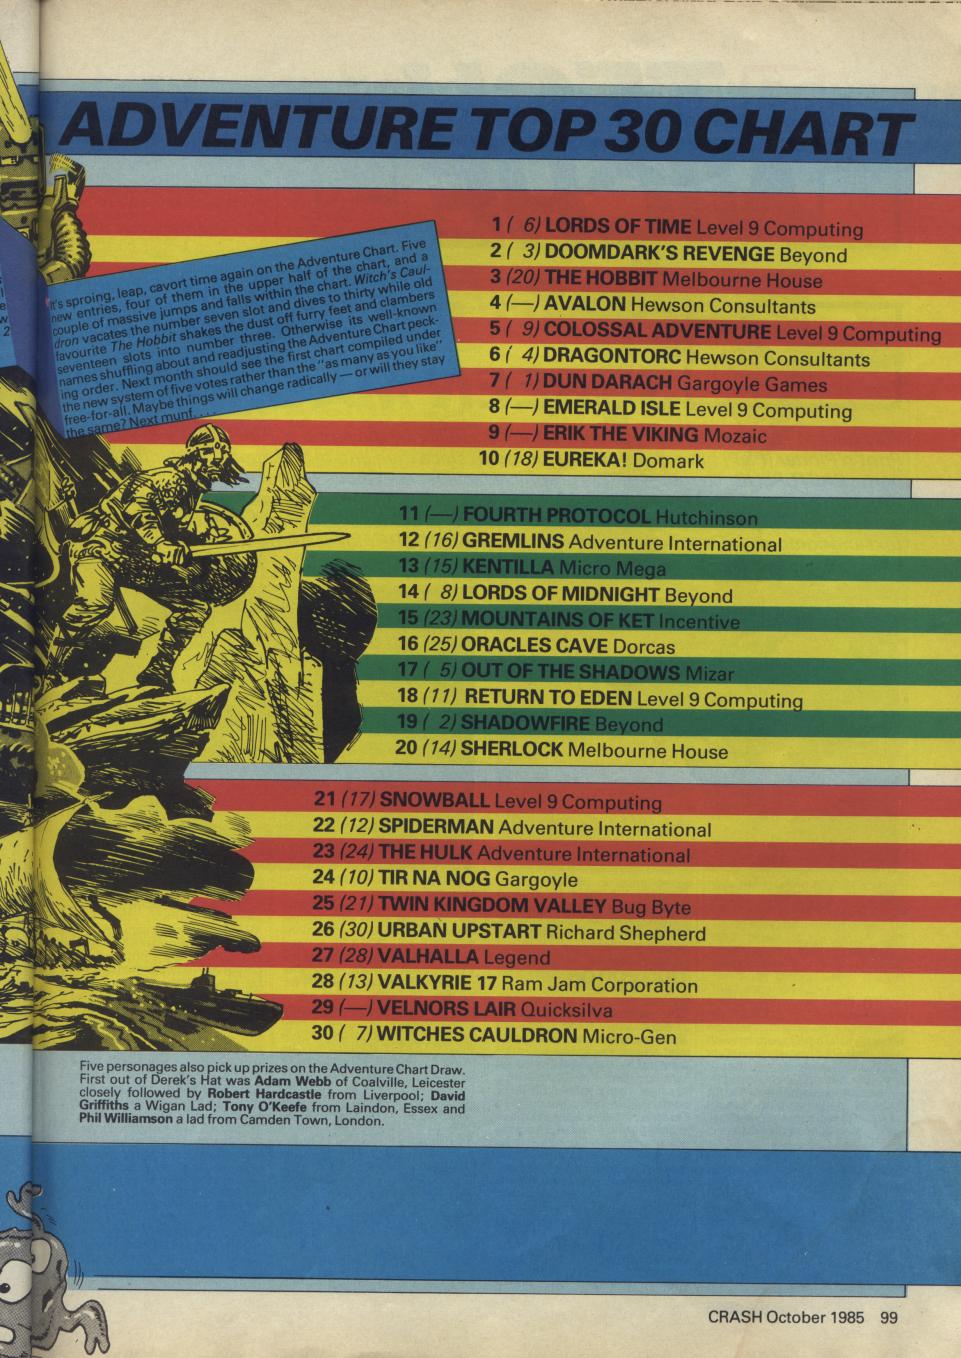 ADVENTURE TOP 30 CHART
It's sproing, leap, cavort time again on the Adventure Chart. Five
new entries, four of them in the upper half of the chart, and a
couple of massive jumps and falls within the chart. Witch's Caul-
dron vacates the number seven slot and dives to thirty while old
favourite The Hobbit shakes the dust off furry feet and clambers
seventeen slots into number three. Otherwise its well-known
names shuffling about and readjusting the Adventure Chart peck-
ing order. Next month should see the first chart compiled under
the new system of five votes rather than the "as many as you like"
free-for-all. Maybe things will change radically — or will they stay
the same? Next munf. . . .
1 ( 6) LORDS OF TIME Level 9 Computing
2 ( 3) DOOMDARK'S REVENGE Beyond
3 (20) THE HOBBIT Melbourne House
4 (—) AVALON Hewson Consultants
5 ( 9) COLOSSAL ADVENTURE Level 9 Computing
6 ( 4) DRAGONTORC Hewson Consultants
7 ( 1) DUN DARACH Gargoyle Games
8 (—) EMERALD ISLE Level 9 Computing
9 (—) ERIK THE VIKING Mozaic
10 (18) EUREKA! Domark
11 (—) FOURTH PROTOCOL Hutchinson
12 (16) GREMLINS Adventure International
13 (15) KENTILLA Micro Mega
14 ( 8) LORDS OF MIDNIGHT Beyond
15 (23) MOUNTAINS OF KET Incentive
16 (25) ORACLES CAVE Dorcas
17 ( 5) OUT OF THE SHADOWS Mizar
18 (11) RETURN TO EDEN Level 9 Computing
19 ( 2) SHADOWFIRE Beyond
20 (14) SHERLOCK Melbourne House
21 (17) SNOWBALL Level 9 Computing
22 (12) SPIDERMAN Adventure International
23 (24) THE HULK Adventure International
24 (10) TIR NA NOG Gargoyle
25 (21) TWIN KINGDOM VALLEY Bug Byte
26 (30) URBAN UPSTART Richard Shepherd
27 (28) VALHALLA Legend
28 (13) VALKYRIE 17 Ram Jam Corporation
29 (—) VELNORS LAIR Quicksilva
30 ( 7) WITCHES CAULDRON Micro-Gen
Five personages also pick up prizes on the Adventure Chart Draw.
First out of Derek's Hat was Adam Webb of Coalville, Leicester
closely followed by Robert Hardcastle from Liverpool; David
Griffiths a Wigan Lad; Tony O'Keefe from Laindon, Essex and
Phil Williamson a lad from Camden Town, London.
CRASH October 1985 99